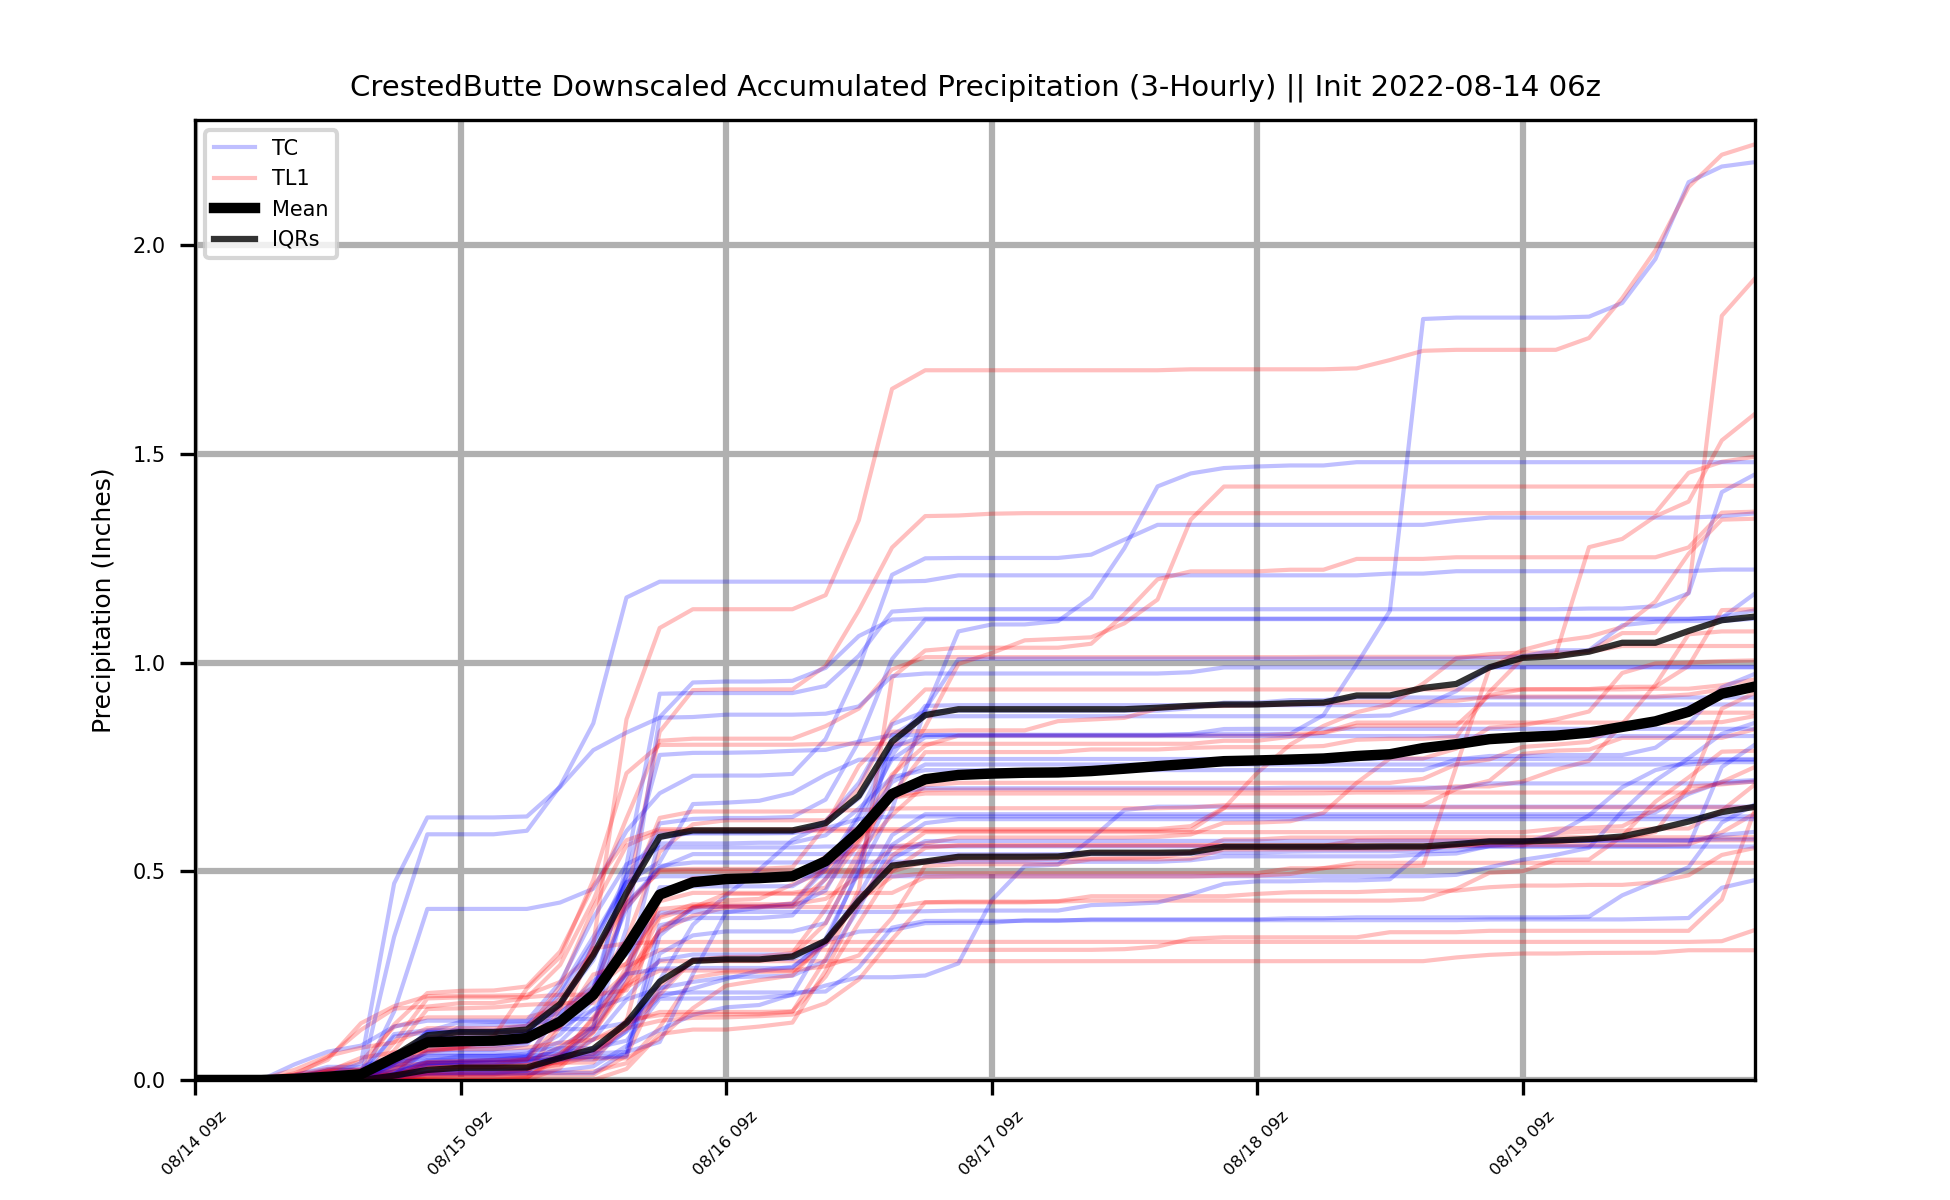 CrestedButte Downscaled Accumulated Precipitation (3-Hourly) || Init 2022-08-14 06z
TC
TL1
Mean
IQRs
2.0
1.5
1.0
0.5
0.0
Precipitation (Inches)
08/14 09z
08/15 09z
08/16 09z
08/17 09z
08/18 09z
08/19 09z